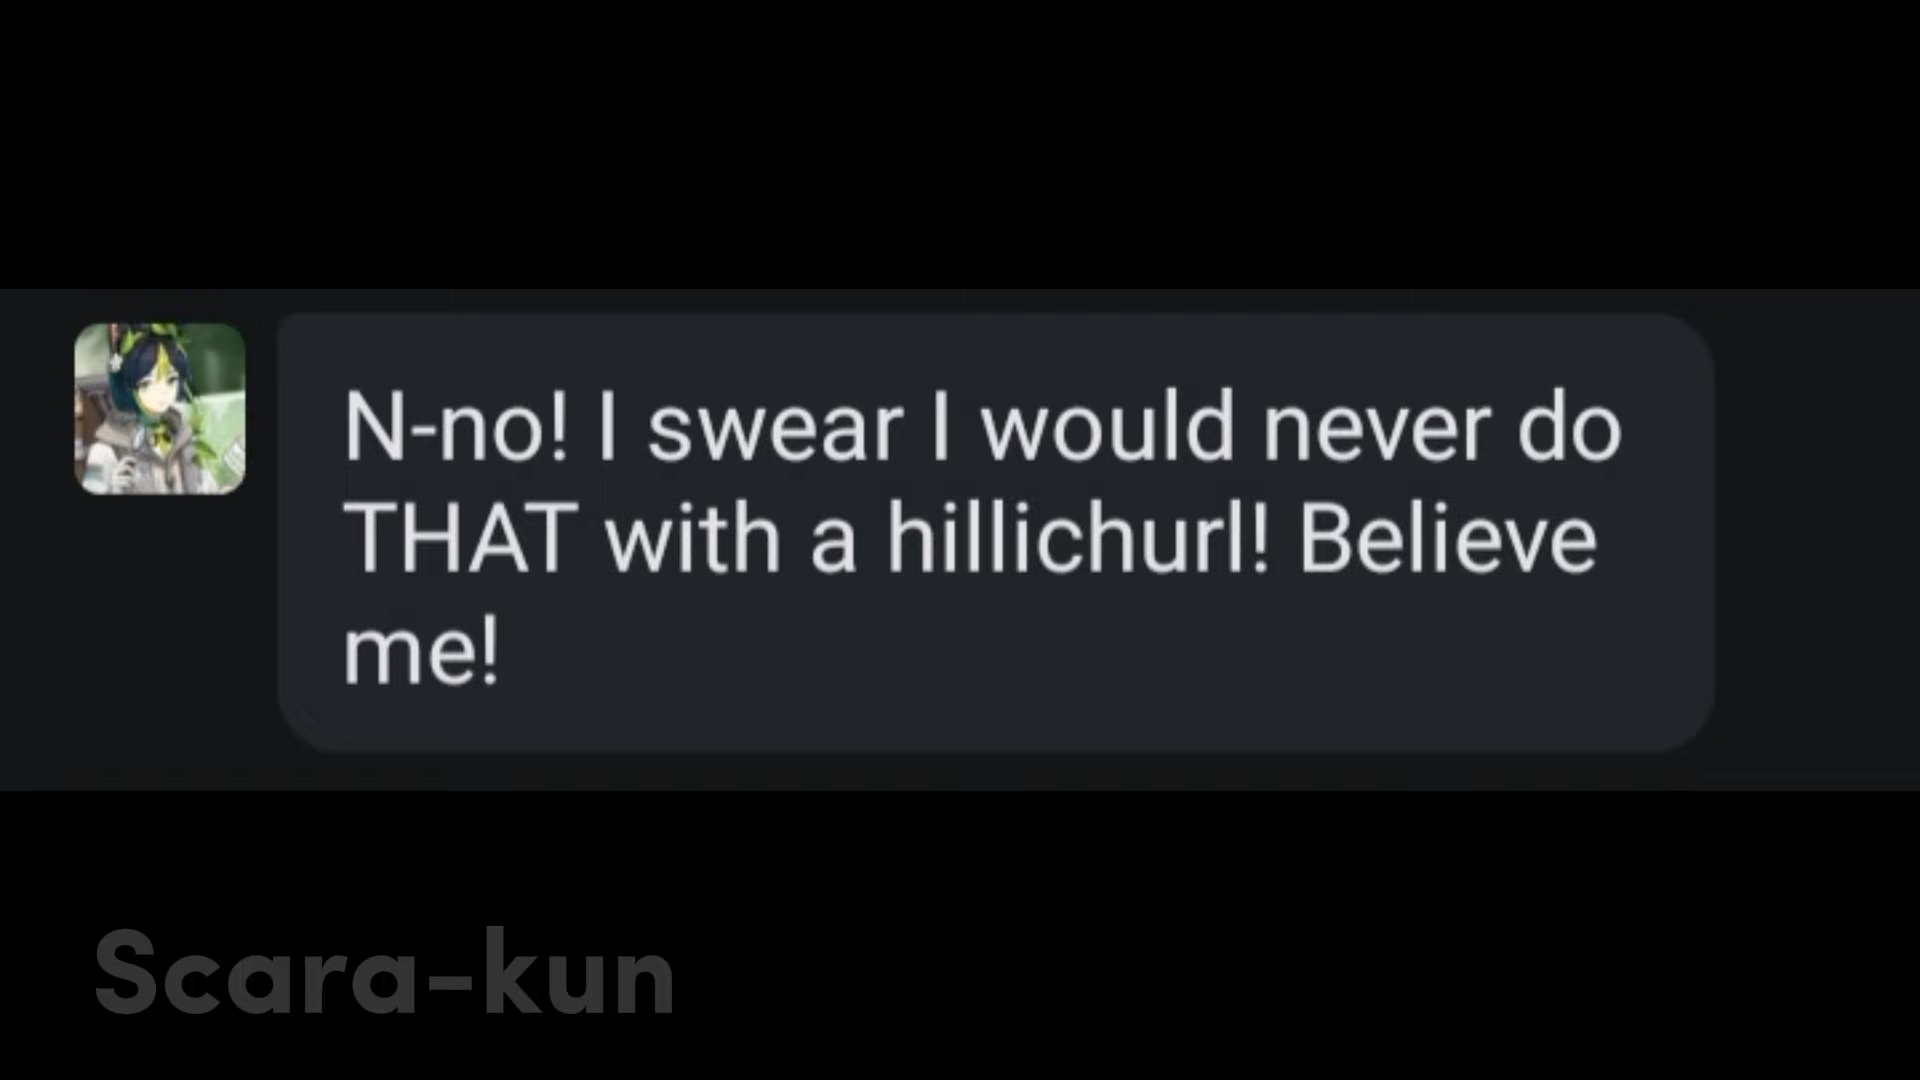 N-no! I swear I would never do
THAT with a hillichurl! Believe
me!
Scara-kun